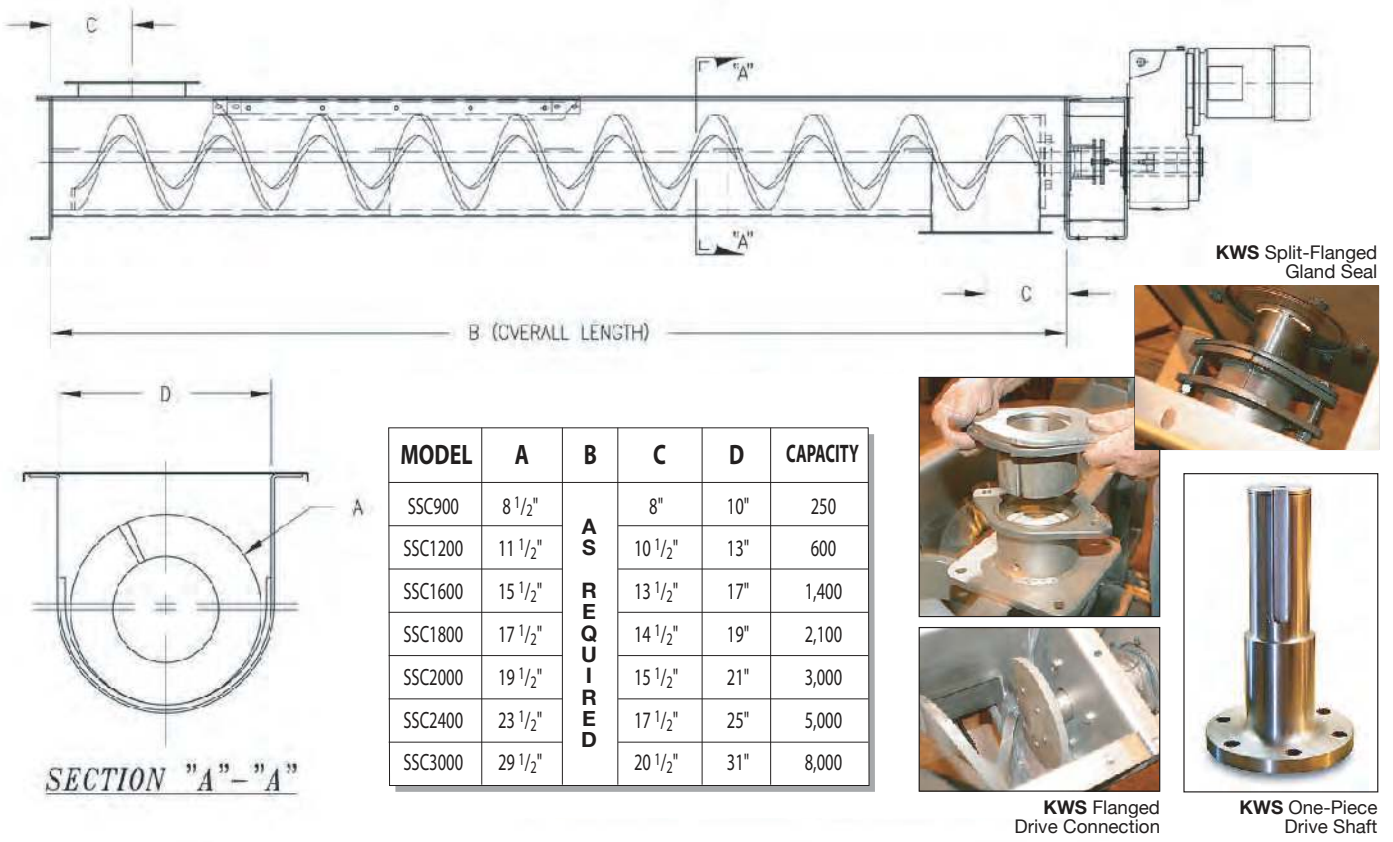 C
"A"
"A"
C
B (OVERALL LENGTH)
KWS Split-Flanged
Gland Seal
D
A
SECTION "A"-"A"
MODEL A B C D CAPACITY
SSC900 8 1/2" 8" 10" 250
SSC1200 11 1/2" 10 1/2" 13" 600
SSC1600 15 1/2" 13 1/2" 17" 1,400
SSC1800 17 1/2" 14 1/2" 19" 2,100
SSC2000 19 1/2" 15 1/2" 21" 3,000
SSC2400 23 1/2" 17 1/2" 25" 5,000
SSC3000 29 1/2" 20 1/2" 31" 8,000
AS REQUIRED
KWS Flanged
Drive Connection
KWS One-Piece
Drive Shaft